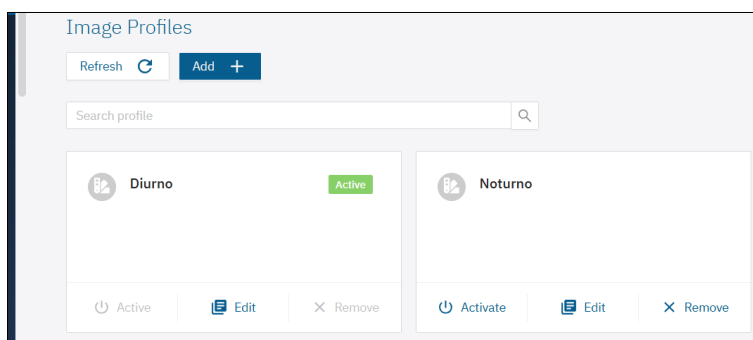 Image Profiles
Refresh
Add
Search profile
Diurno
Active
Active
Edit
Remove
Noturno
Activate
Edit
Remove